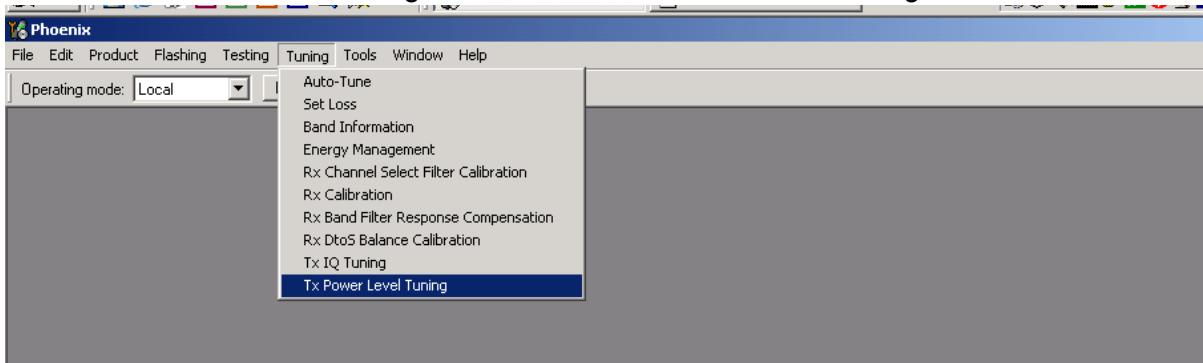 Phoenix
File Edit Product Flashing Testing Tuning Tools Window Help
Operating mode: Local
Auto-Tune
Set Loss
Band Information
Energy Management
Rx Channel Select Filter Calibration
Rx Calibration
Rx Band Filter Response Compensation
Rx DtoS Balance Calibration
Tx IQ Tuning
Tx Power Level Tuning